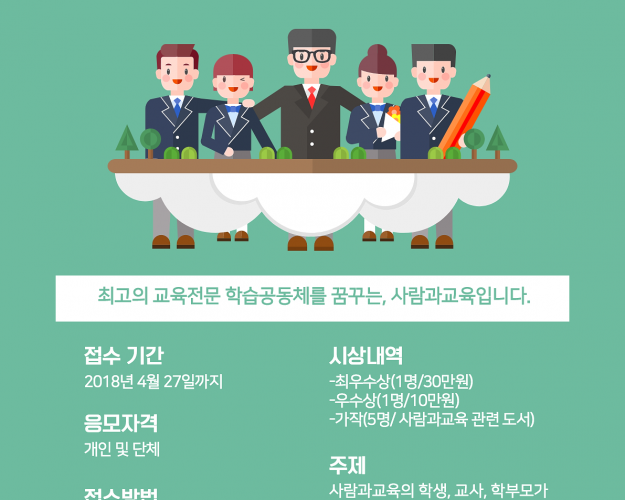 최고의 교육전문 학습공동체를 꿈꾸는, 사람과교육입니다.
접수 기간
2018년 4월 27일까지
응모자격
개인 및 단체
접수방법
시상내역
-최우수상(1명/30만원)
-우수상(1명/10만원)
-가작(5명/ 사람과교육 관련 도서)
주제
사람과교육의 학생, 교사, 학부모가